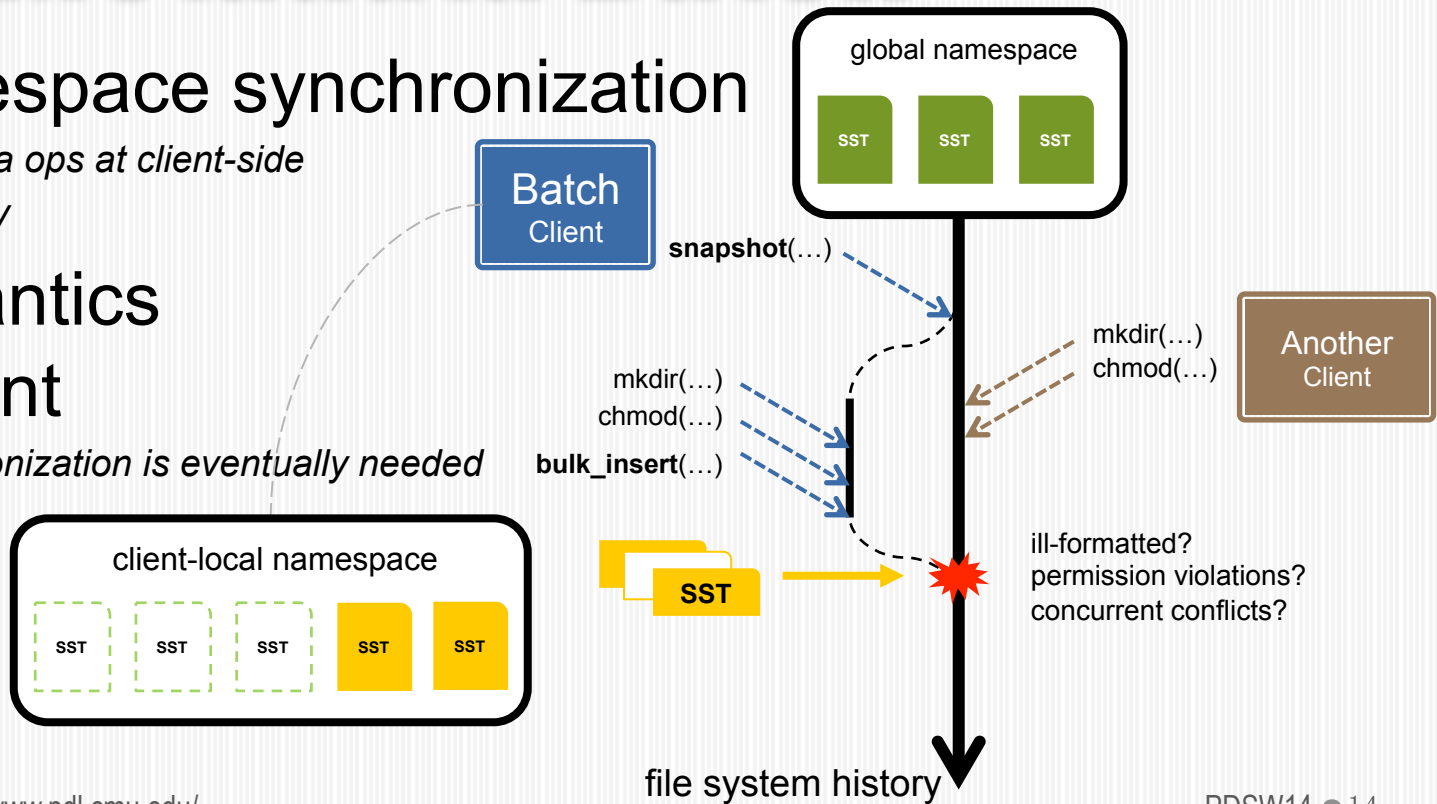 espace synchronization
a ops at client-side
y
antics
nt
onization is eventually needed
global namespace
SST
SST
SST
Batch
Client
snapshot(…)
mkdir(…)
chmod(…)
Another
Client
mkdir(…)
chmod(…)
bulk_insert(…)
SST
ill-formatted?
permission violations?
concurrent conflicts?
client-local namespace
SST
SST
SST
SST
SST
file system history